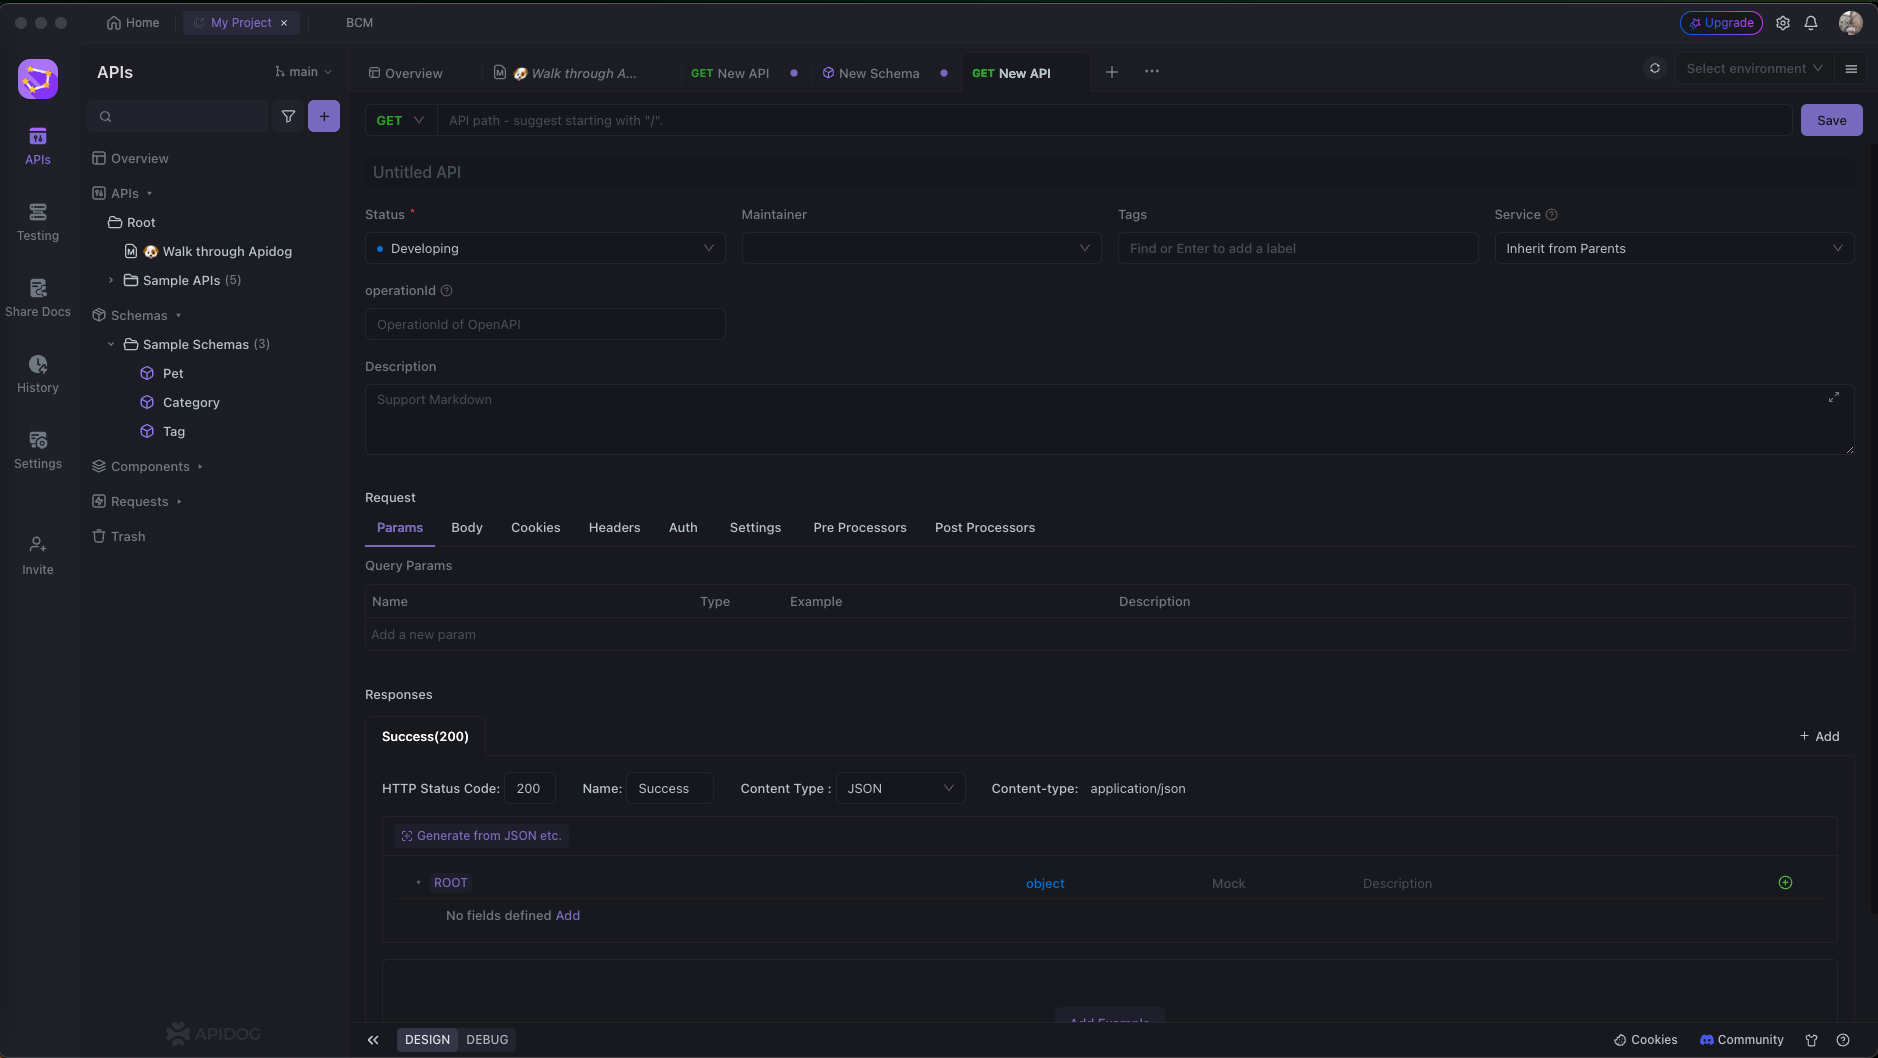 Home
My Project
BCM
Upgrade
APIs
main
Overview
Walk through A...
GET New API
New Schema
GET New API
Select environment
APIs
Testing
Share Docs
History
Settings
Invite
Overview
APIs
Root
Walk through Apidog
Sample APIs (5)
Schemas
Sample Schemas (3)
Pet
Category
Tag
Components
Requests
Trash
APIDOG
GET
API path - suggest starting with "/".
Save
Untitled API
Status *
Maintainer
Tags
Service
Developing
Find or Enter to add a label
Inherit from Parents
operationId
OperationId of OpenAPI
Description
Support Markdown
Request
Params Body Cookies Headers Auth Settings Pre Processors Post Processors
Query Params
Name Type Example Description
Add a new param
Responses
Success(200)
+ Add
HTTP Status Code: 200 Name: Success Content Type : JSON Content-type: application/json
Generate from JSON etc.
ROOT object Mock Description
No fields defined Add
Add Example
DESIGN DEBUG
Cookies Community